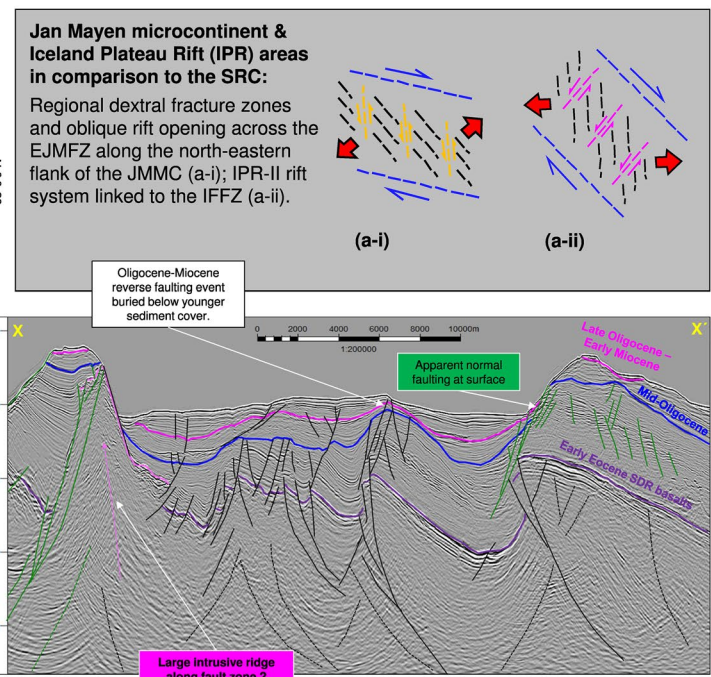 Jan Mayen microcontinent &
Iceland Plateau Rift (IPR) areas
in comparison to the SRC:
Regional dextral fracture zones
and oblique rift opening across the
EJMFZ along the north-eastern
flank of the JMMC (a-i); IPR-II rift
system linked to the IFFZ (a-ii).
(a-i)
(a-ii)
Oligocene-Miocene
reverse faulting event
buried below younger
sediment cover.
X
X´
0 2000 4000 6000 8000 10000m
1:200000
Apparent normal
faulting at surface
Late Oligocene –
Early Miocene
Mid-Oligocene
Early Eocene SDR basalts
Large intrusive ridge
along fault zone ?